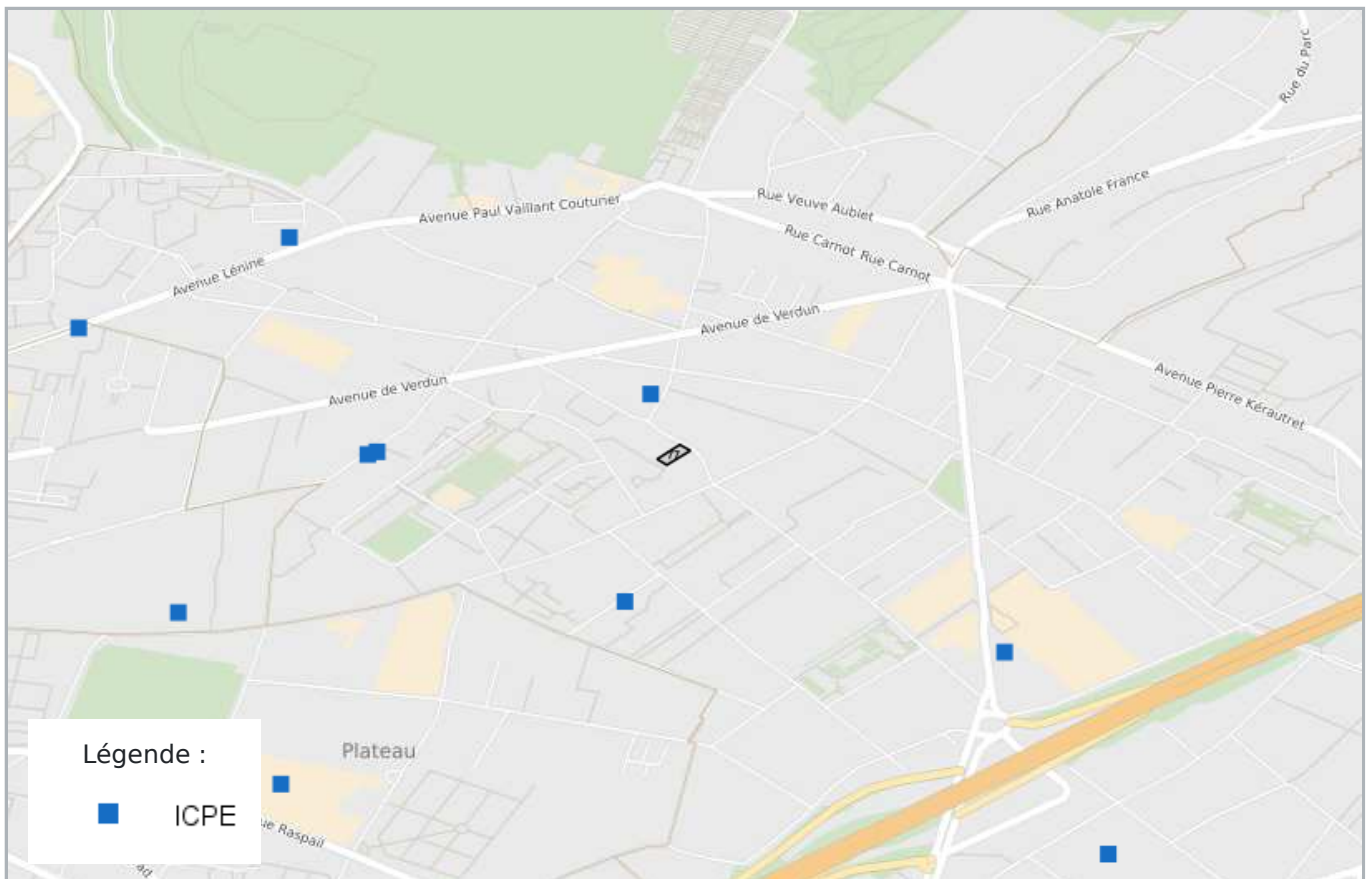 Rue du Parc
Rue Anatole France
Rue Veuve Aublet
Avenue Paul Vaillant Couturier
Rue Carnot Rue Carnot
Avenue Lénine
Avenue de Verdun
Avenue de Verdun
Avenue Pierre Kérautret
Plateau
Légende :
ICPE
ue Raspail
ad